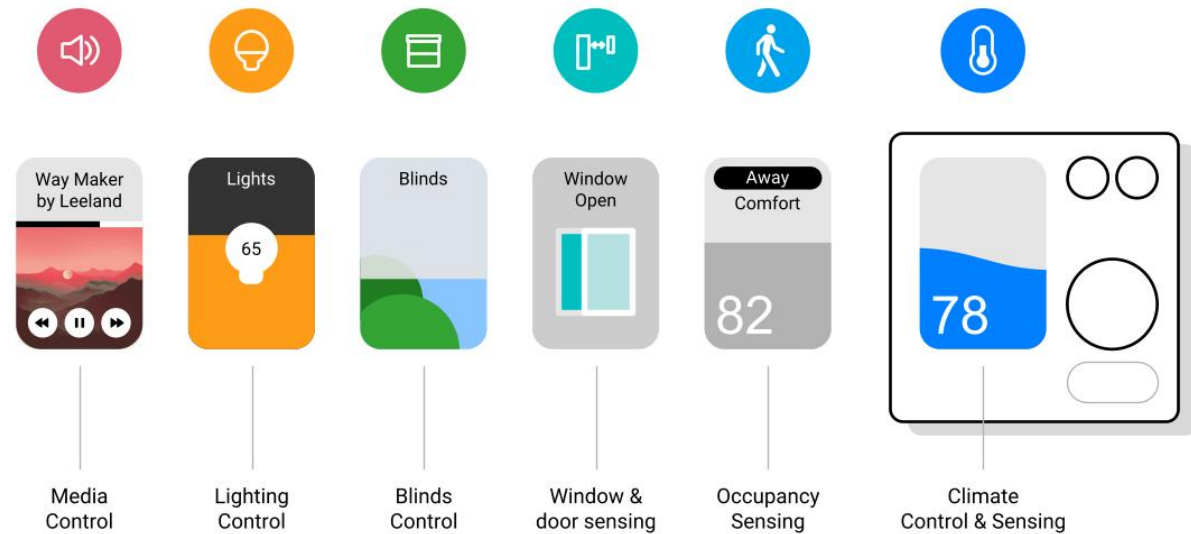 Way Maker
by Leeland
Lights
65
Blinds
Window
Open
Away
Comfort
82
78
Media
Control
Lighting
Control
Blinds
Control
Window &
door sensing
Occupancy
Sensing
Climate
Control & Sensing